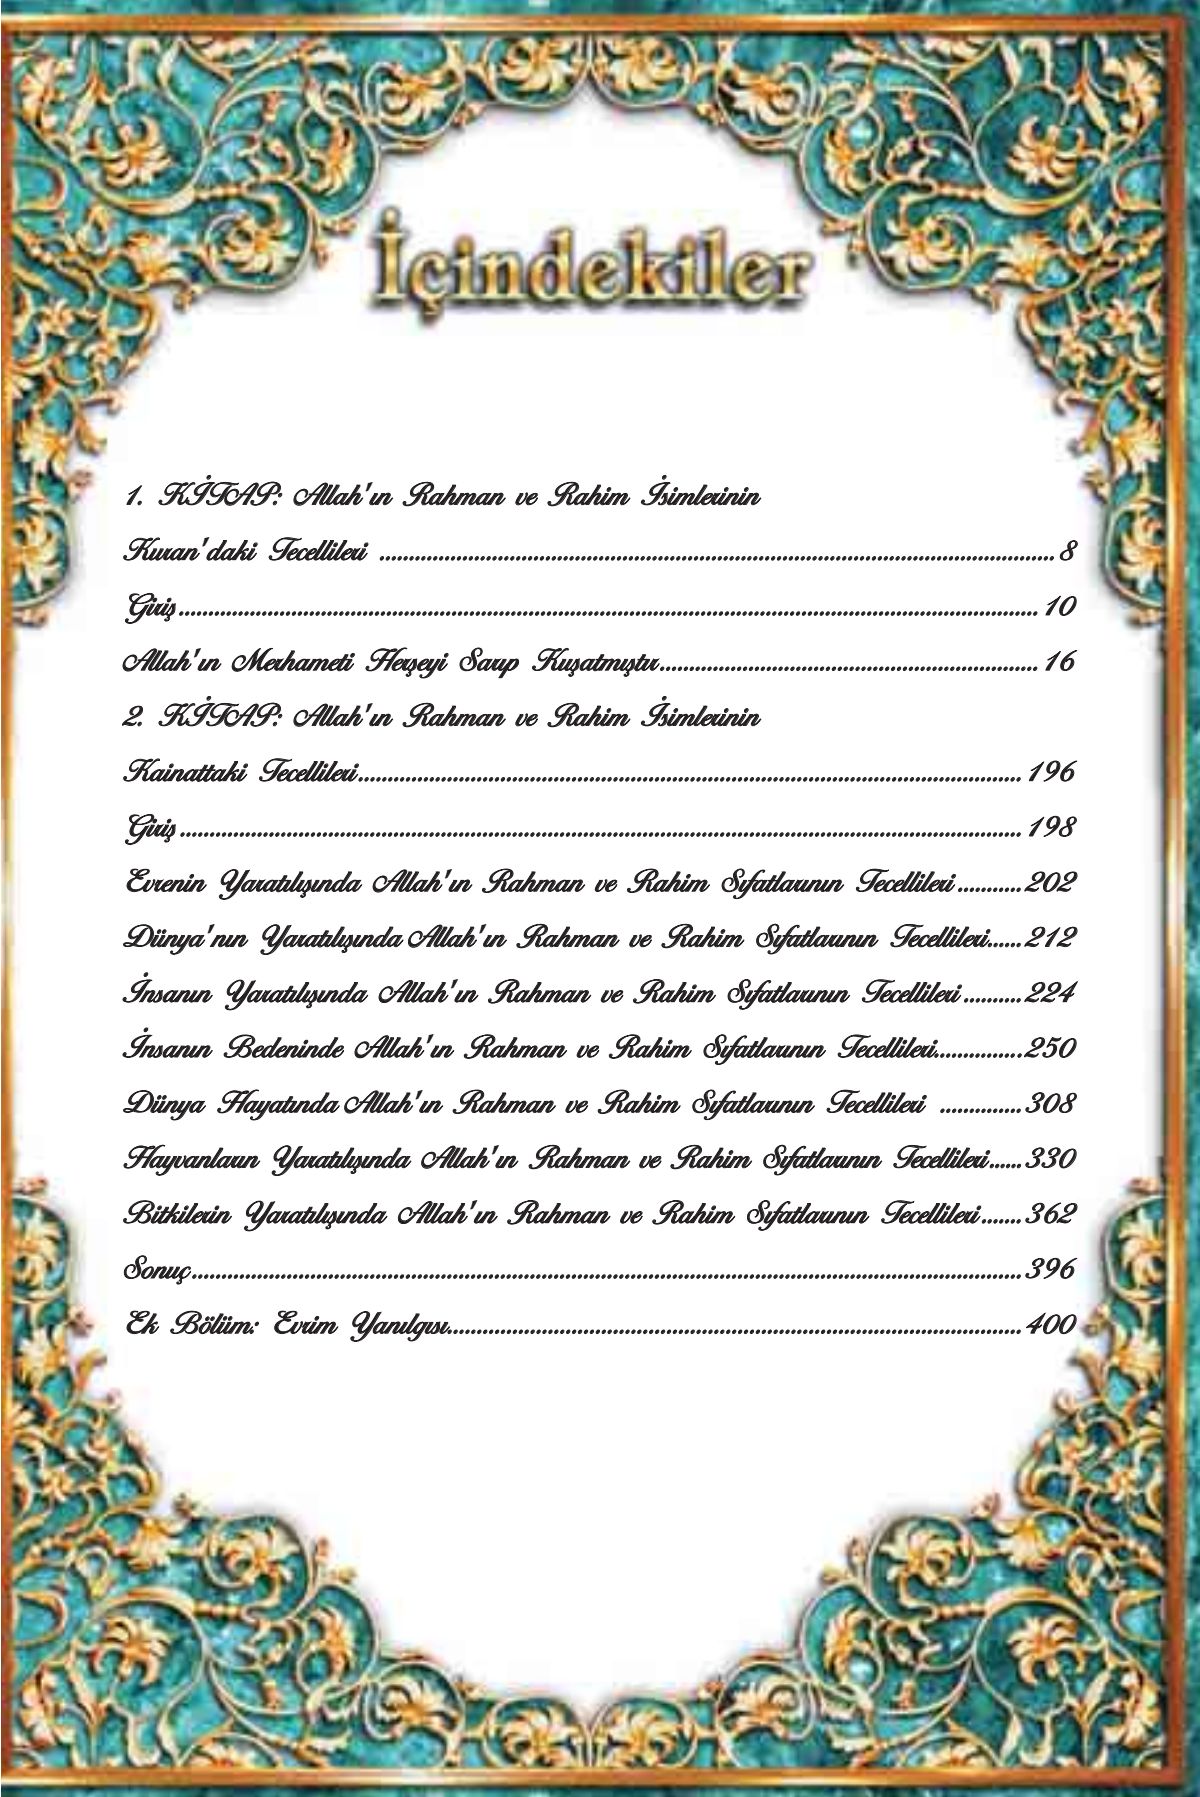 İçindekiler
1. KİTAP: Allah'ın Rahman ve Rahim İsimlerinin
Kuran'daki Tecellileri ........ 8
Giriş ........ 10
Allah'ın Merhameti Herşeyi Sarıp Kuşatmıştır ........ 16
2. KİTAP: Allah'ın Rahman ve Rahim İsimlerinin
Kainattaki Tecellileri ........ 196
Giriş ........ 198
Evrenin Yaratılışında Allah'ın Rahman ve Rahim Sıfatlarının Tecellileri ........ 202
Dünya'nın Yaratılışında Allah'ın Rahman ve Rahim Sıfatlarının Tecellileri ...... 212
İnsanın Yaratılışında Allah'ın Rahman ve Rahim Sıfatlarının Tecellileri ........ 224
İnsanın Bedeninde Allah'ın Rahman ve Rahim Sıfatlarının Tecellileri ........ 250
Dünya Hayatında Allah'ın Rahman ve Rahim Sıfatlarının Tecellileri ........ 308
Hayvanların Yaratılışında Allah'ın Rahman ve Rahim Sıfatlarının Tecellileri ...... 330
Bitkilerin Yaratılışında Allah'ın Rahman ve Rahim Sıfatlarının Tecellileri ....... 362
Sonuç ........ 396
Ek Bölüm: Evrim Yanılgısı ........ 400